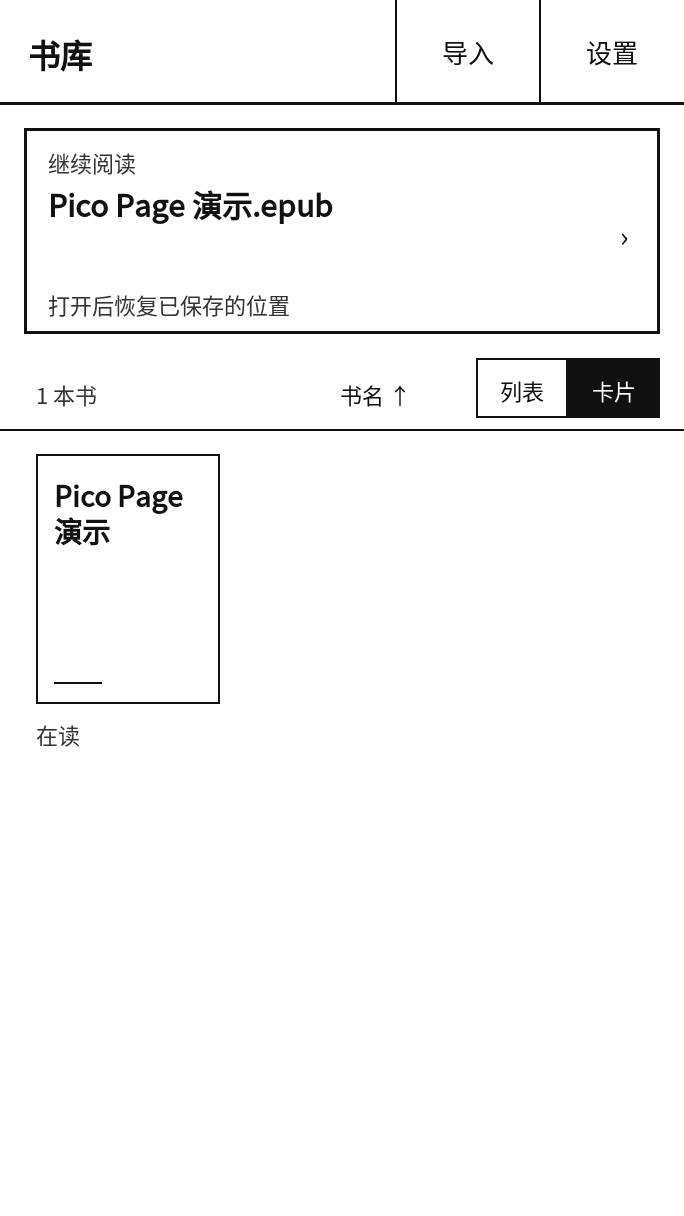 书库
导入
设置
继续阅读
Pico Page 演示.epub
›
打开后恢复已保存的位置
1 本书
书名 ↑
列表
卡片
Pico Page
演示
在读